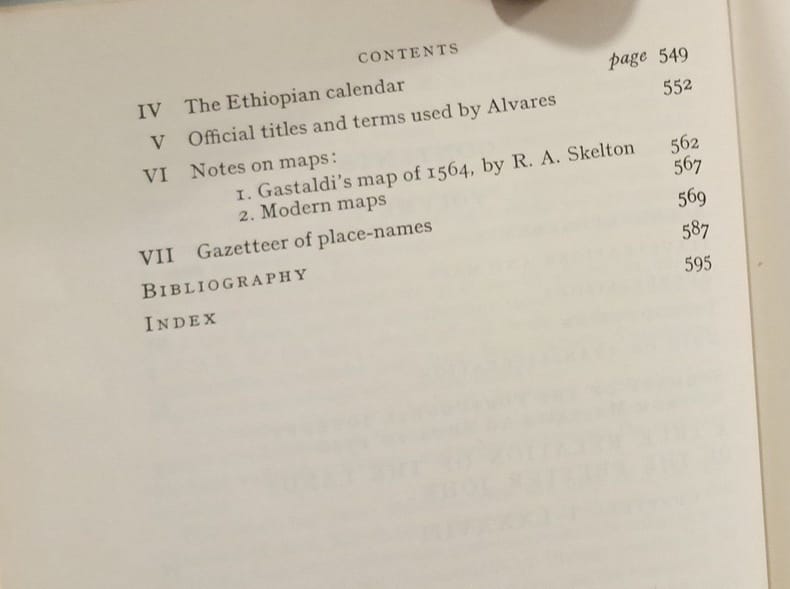 CONTENTS
IV The Ethiopian calendar page 549
V Official titles and terms used by Alvares 552
VI Notes on maps:
1. Gastaldi's map of 1564, by R. A. Skelton 562
2. Modern maps 567
VII Gazetteer of place-names 569
BIBLIOGRAPHY 587
INDEX 595